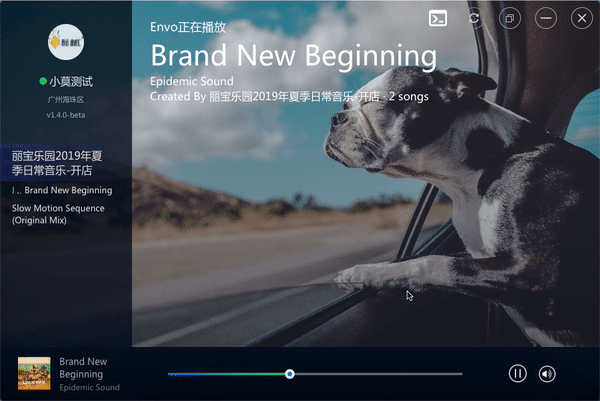 Envo正在播放
Brand New Beginning
Epidemic Sound
Created By 丽宝乐园2019年夏季日常音乐-开店 - 2 songs
小莫测试
广州海珠区
v1.4.0-beta
丽宝乐园2019年夏
季日常音乐-开店
Brand New Beginning
Slow Motion Sequence
(Original Mix)
Brand New
Beginning
Epidemic Sound